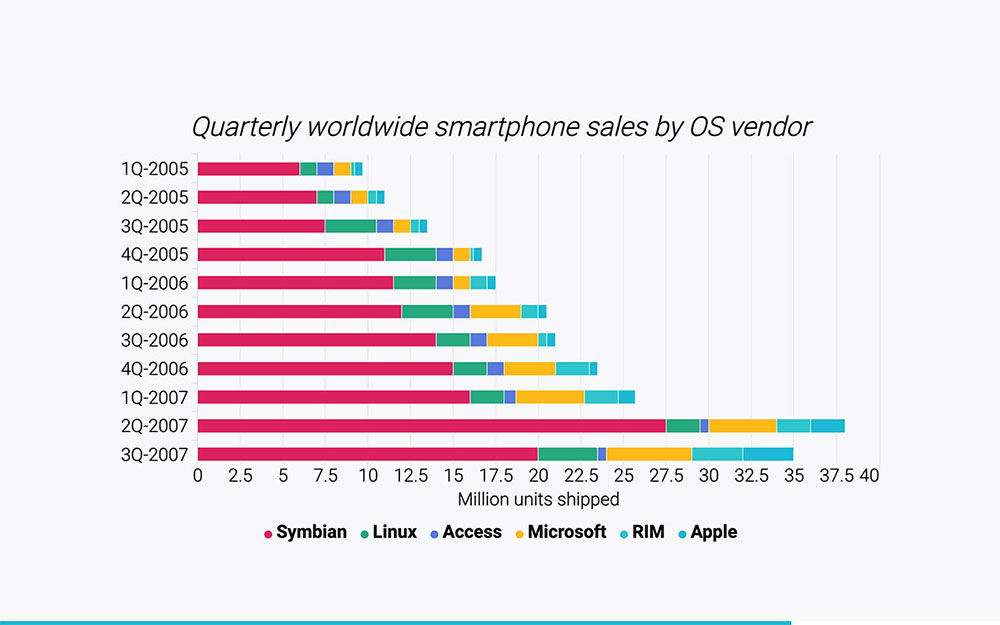 Quarterly worldwide smartphone sales by OS vendor
1Q-2005
2Q-2005
3Q-2005
4Q-2005
1Q-2006
2Q-2006
3Q-2006
4Q-2006
1Q-2007
2Q-2007
3Q-2007
0 2.5 5 7.5 10 12.5 15 17.5 20 22.5 25 27.5 30 32.5 35 37.5 40
Million units shipped
Symbian Linux Access Microsoft RIM Apple